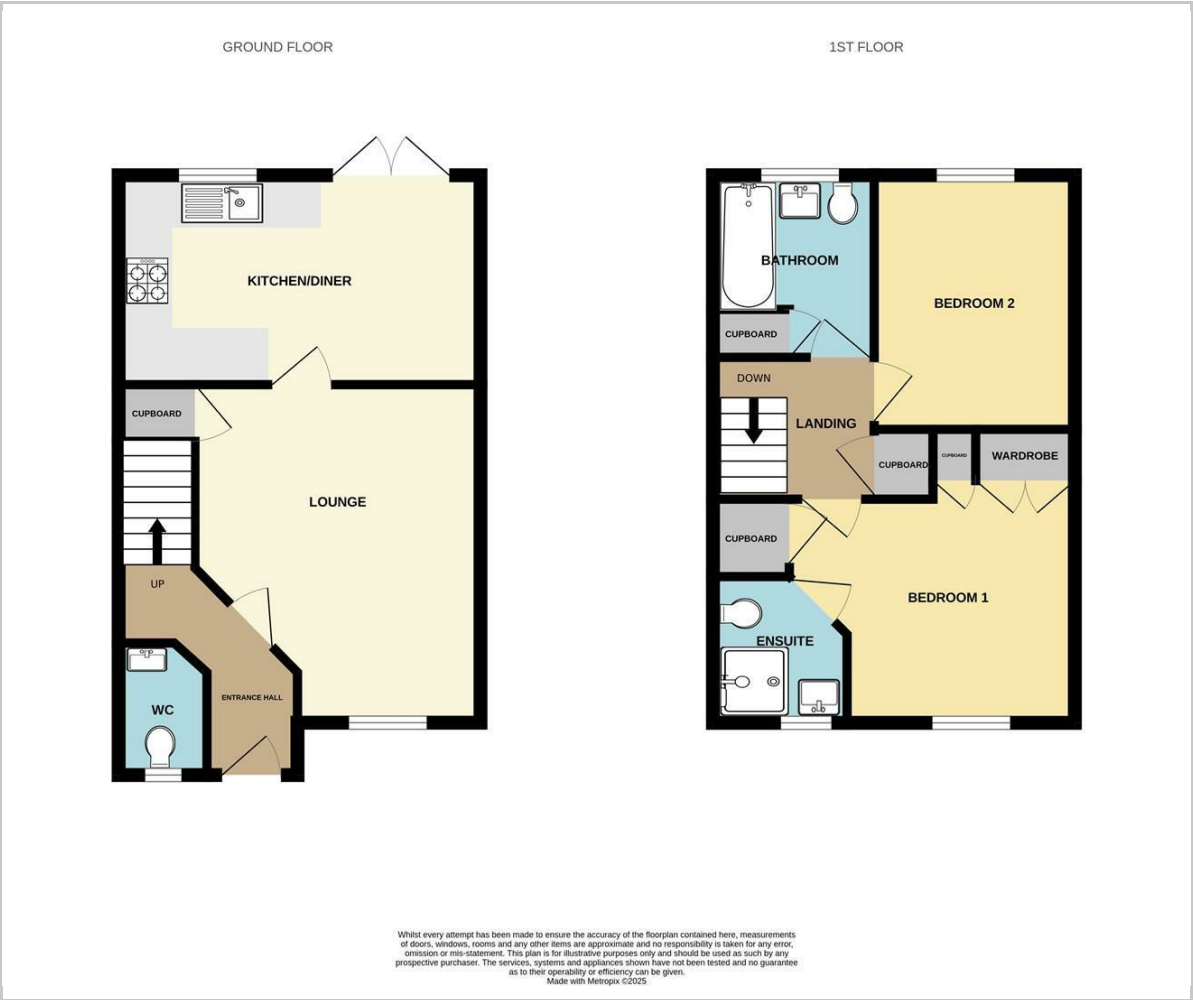 GROUND FLOOR
KITCHEN/DINER
CUPBOARD
LOUNGE
UP
ENTRANCE HALL
WC
1ST FLOOR
BATHROOM
BEDROOM 2
CUPBOARD
DOWN
LANDING
CUPBOARD
CUPBOARD
WARDROBE
CUPBOARD
BEDROOM 1
ENSUITE
Whilst every attempt has been made to ensure the accuracy of the floorplan contained here, measurements
of doors, windows, rooms and any other items are approximate and no responsibility is taken for any error,
omission or mis-statement. This plan is for illustrative purposes only and should be used as such by any
prospective purchaser. The services, systems and appliances shown have not been tested and no guarantee
as to their operability or efficiency can be given.
Made with Metropix ©2025